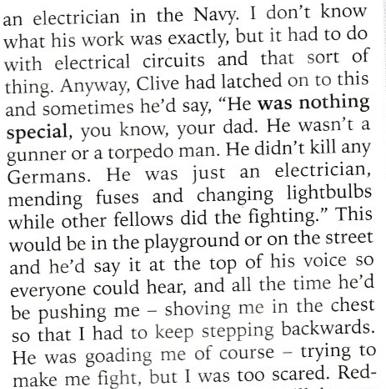 an electrician in the Navy. I don't know
what his work was exactly, but it had to do
with electrical circuits and that sort of
thing. Anyway, Clive had latched on to this
and sometimes he'd say, "He was nothing
special, you know, your dad. He wasn't a
gunner or a torpedo man. He didn't kill any
Germans. He was just an electrician,
mending fuses and changing lightbulbs
while other fellows did the fighting." This
would be in the playground or on the street
and he'd say it at the top of his voice so
everyone could hear, and all the time he'd
be pushing me – shoving me in the chest
so that I had to keep stepping backwards.
He was goading me of course – trying to
make me fight, but I was too scared. Red-